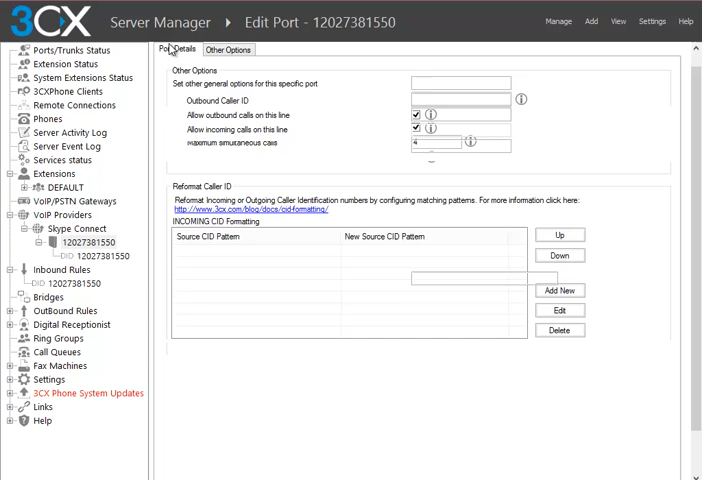 3CX Server Manager Edit Port - 12027381550
Manage Add View Settings Help
Ports/Trunks Status
Extension Status
System Extensions Status
3CXPhone Clients
Remote Connections
Phones
Server Activity Log
Server Event Log
Services status
Extensions
DEFAULT
VoIP/PSTN Gateways
VoIP Providers
Skype Connect
12027381550
DID 12027381550
Inbound Rules
DID 12027381550
Bridges
OutBound Rules
Digital Receptionist
Ring Groups
Call Queues
Fax Machines
Settings
3CX Phone System Updates
Links
Help
Port Details Other Options
Other Options
Set other general options for this specific port
Outbound Caller ID
Allow outbound calls on this line
Allow incoming calls on this line
Maximum simultaneous calls 4
Reformat Caller ID
Reformat Incoming or Outgoing Caller Identification numbers by configuring matching patterns. For more information click here:
http://www.3cx.com/blog/docs/cid-formatting/
INCOMING CID Formatting
Source CID Pattern New Source CID Pattern
Up
Down
Add New
Edit
Delete